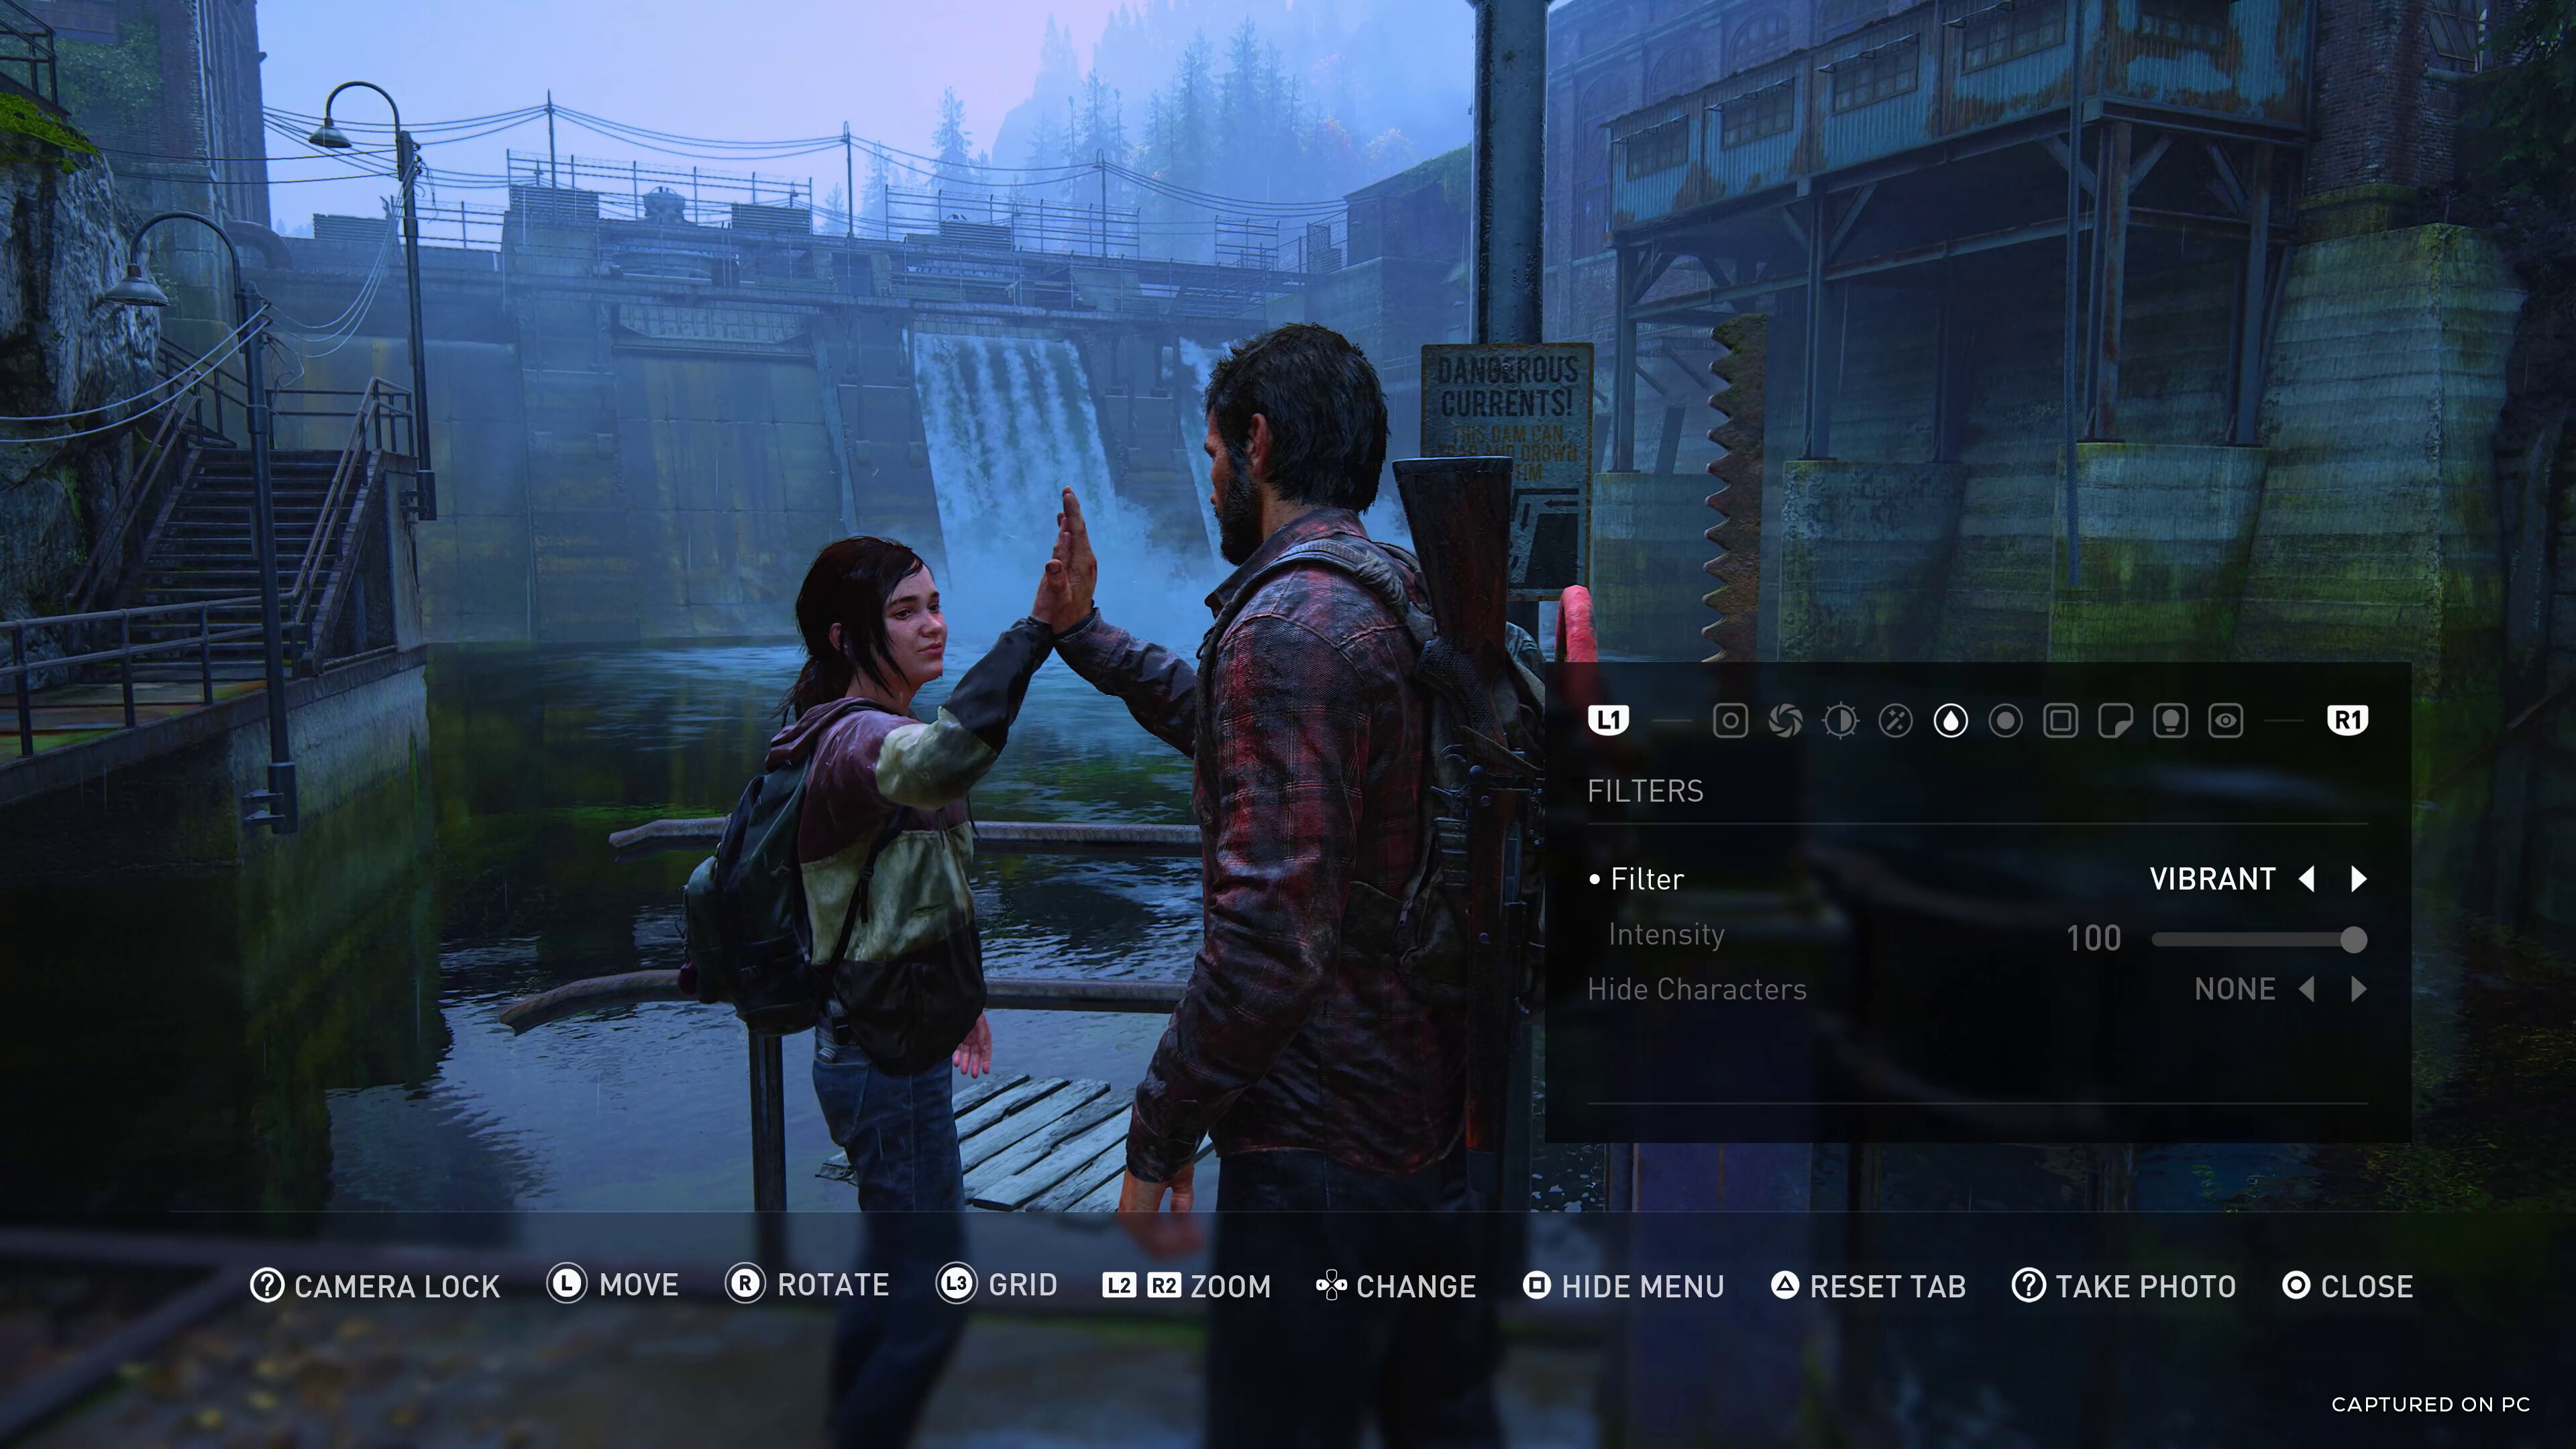 DANGEROUS
CURRENTS!
THIS DAM CAN
DROWN
L1
R1
FILTERS
Filter VIBRANT
Intensity 100
Hide Characters NONE
? CAMERA LOCK L MOVE R ROTATE L3 GRID L2 R2 ZOOM CHANGE HIDE MENU RESET TAB ? TAKE PHOTO CLOSE
CAPTURED ON PC